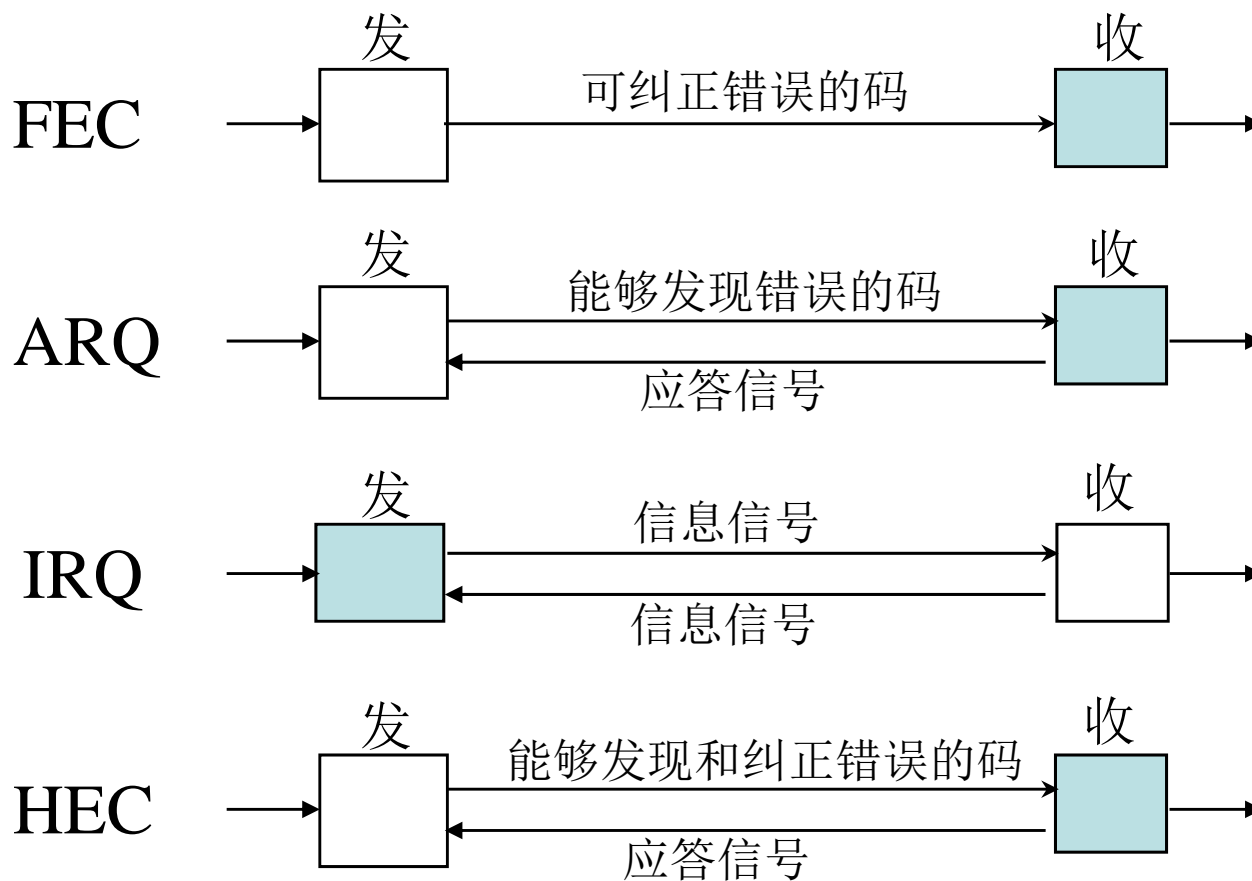 发 收
FEC 可纠正错误的码
发 收
ARQ 能够发现错误的码
应答信号
发 收
IRQ 信息信号
信息信号
发 收
HEC 能够发现和纠正错误的码
应答信号